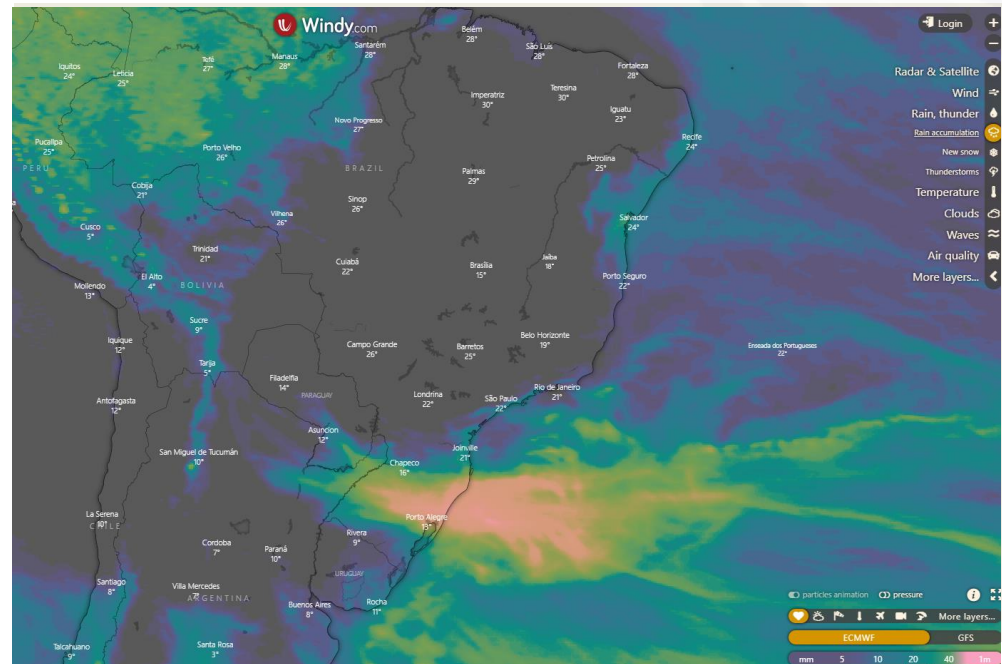 Windy.com
Login
+
−
Radar & Satellite
Wind
Rain, thunder
Rain accumulation
New snow
Thunderstorms
Temperature
Clouds
Waves
Air quality
More layers...
Belém
28°
São Luís
28°
Santarém
28°
Manaus
28°
Tefé
27°
Iquitos
24°
Leticia
25°
Fortaleza
28°
Teresina
30°
Imperatriz
30°
Iguatu
23°
Novo Progresso
27°
Recife
24°
Pucallpa
25°
Porto Velho
26°
Petrolina
25°
PERU
BRAZIL
Palmas
29°
Cobija
21°
Sinop
26°
Vilhena
26°
Salvador
24°
Cusco
5°
Trinidad
21°
Cuiabá
22°
Brasília
15°
Jaíba
18°
El Alto
4°
Porto Seguro
22°
BOLIVIA
Mollendo
13°
Sucre
9°
Iquique
12°
Belo Horizonte
19°
Campo Grande
26°
Barretos
25°
Enseada dos Portugueses
22°
Tarija
5°
Filadelfia
14°
PARAGUAY
Rio de Janeiro
21°
Londrina
22°
São Paulo
22°
Antofagasta
12°
Asuncion
12°
Joinville
21°
San Miguel de Tucumán
10°
Chapeco
16°
La Serena
10°
CHILE
Porto Alegre
13°
Rivera
9°
Cordoba
7°
Paraná
10°
URUGUAY
Santiago
8°
Villa Mercedes
ARGENTINA
Buenos Aires
8°
Rocha
11°
Talcahuano
9°
Santa Rosa
3°
particles animation
pressure
More layers...
ECMWF
GFS
mm 5 10 20 40 1m